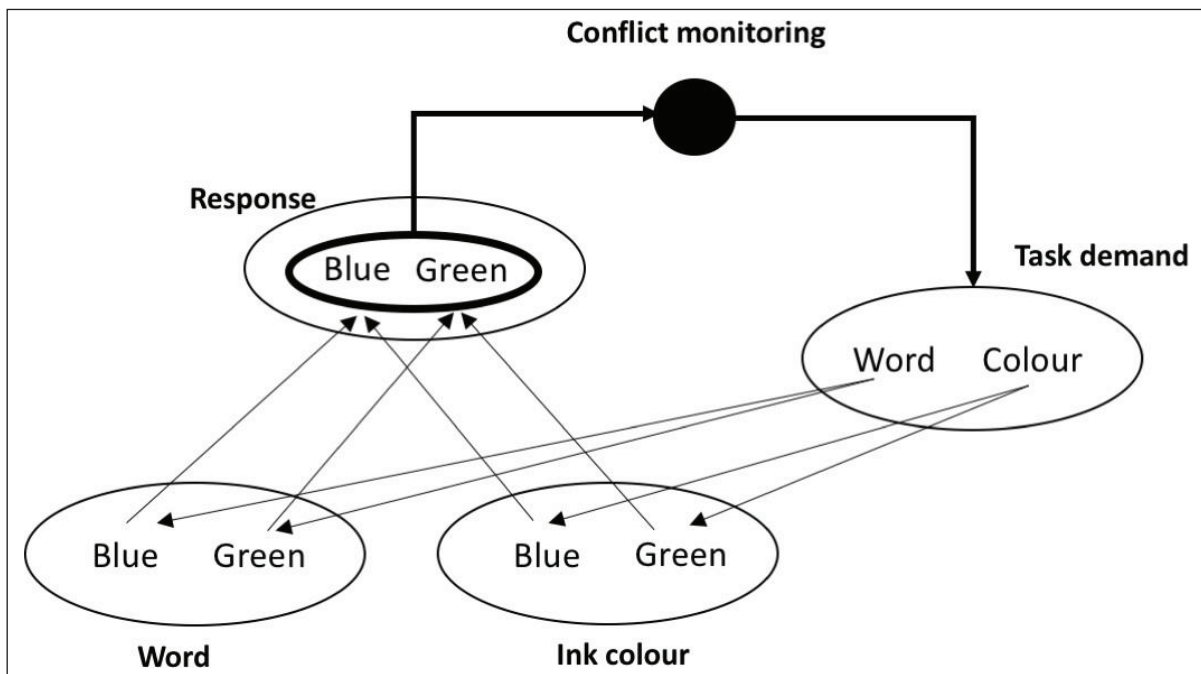 Conflict monitoring
Response
Blue Green
Task demand
Word Colour
Blue Green
Blue Green
Word
Ink colour